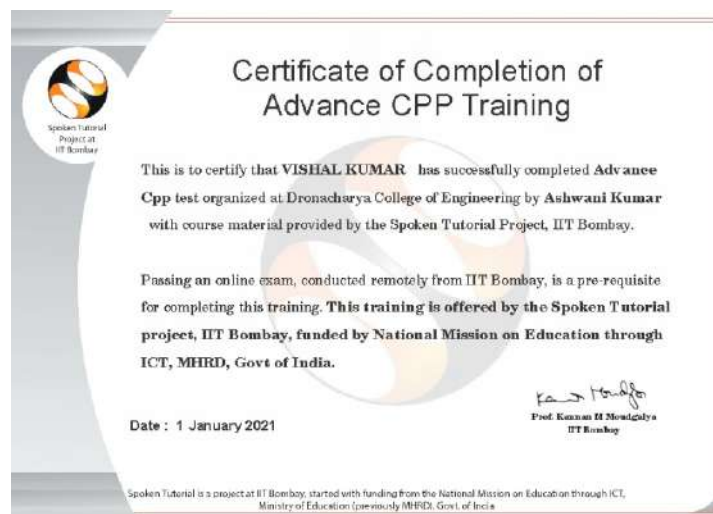 Certificate of Completion of
Advance CPP Training
Spoken Tutorial
Project at
IIT Bombay
This is to certify that VISHAL KUMAR has successfully completed Advance
Cpp test organized at Dronacharya College of Engineering by Ashwani Kumar
with course material provided by the Spoken Tutorial Project, IIT Bombay.
Passing an online exam, conducted remotely from IIT Bombay, is a pre-requisite
for completing this training. This training is offered by the Spoken Tutorial
project, IIT Bombay, funded by National Mission on Education through
ICT, MHRD, Govt of India.
Date : 1 January 2021
Prof. Kannan M Moudgalya
IIT Bombay
Spoken Tutorial is a project at IIT Bombay, started with funding from the National Mission on Education through ICT,
Ministry of Education (previously MHRD), Govt. of India